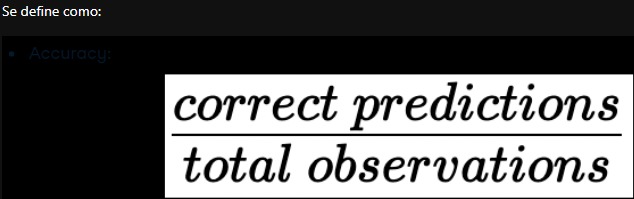 Se define como:
• Accuracy:
correct predictions
total observations